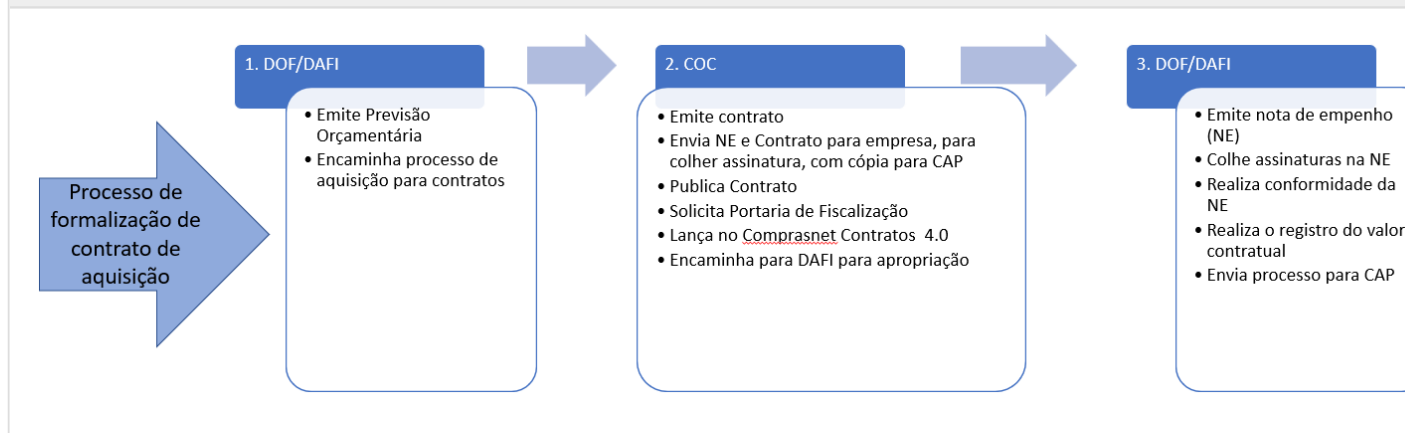 Processo de
formalização de
contrato de
aquisição
1. DOF/DAFI
• Emite Previsão
Orçamentária
• Encaminha processo de
aquisição para contratos
2. COC
• Emite contrato
• Envia NE e Contrato para empresa, para
colher assinatura, com cópia para CAP
• Publica Contrato
• Solicita Portaria de Fiscalização
• Lança no Comprasnet Contratos 4.0
• Encaminha para DAFI para apropriação
3. DOF/DAFI
• Emite nota de empenho
(NE)
• Colhe assinaturas na NE
• Realiza conformidade da
NE
• Realiza o registro do valor
contratual
• Envia processo para CAP